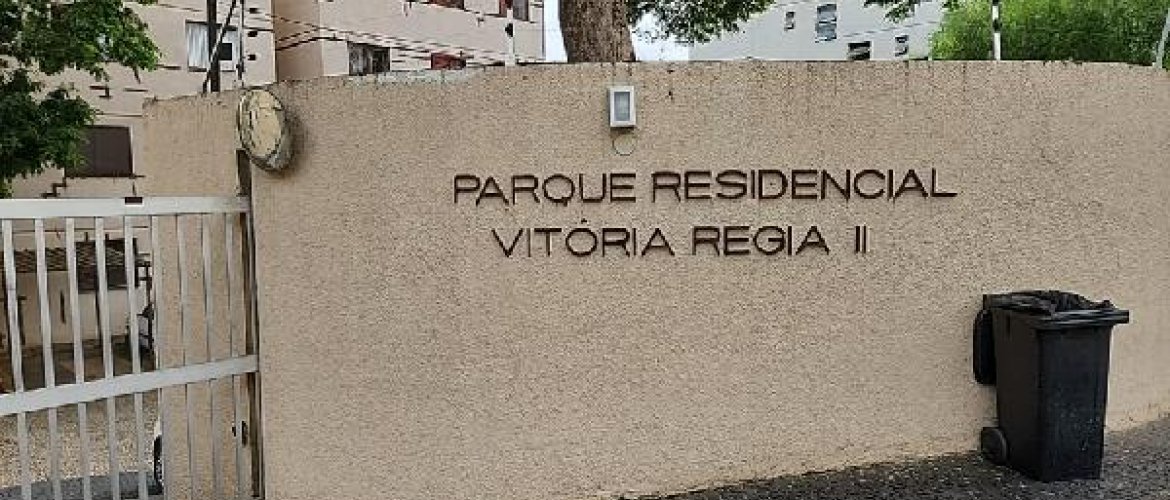 PARQUE RESIDENCIAL
VITÓRIA REGIA II